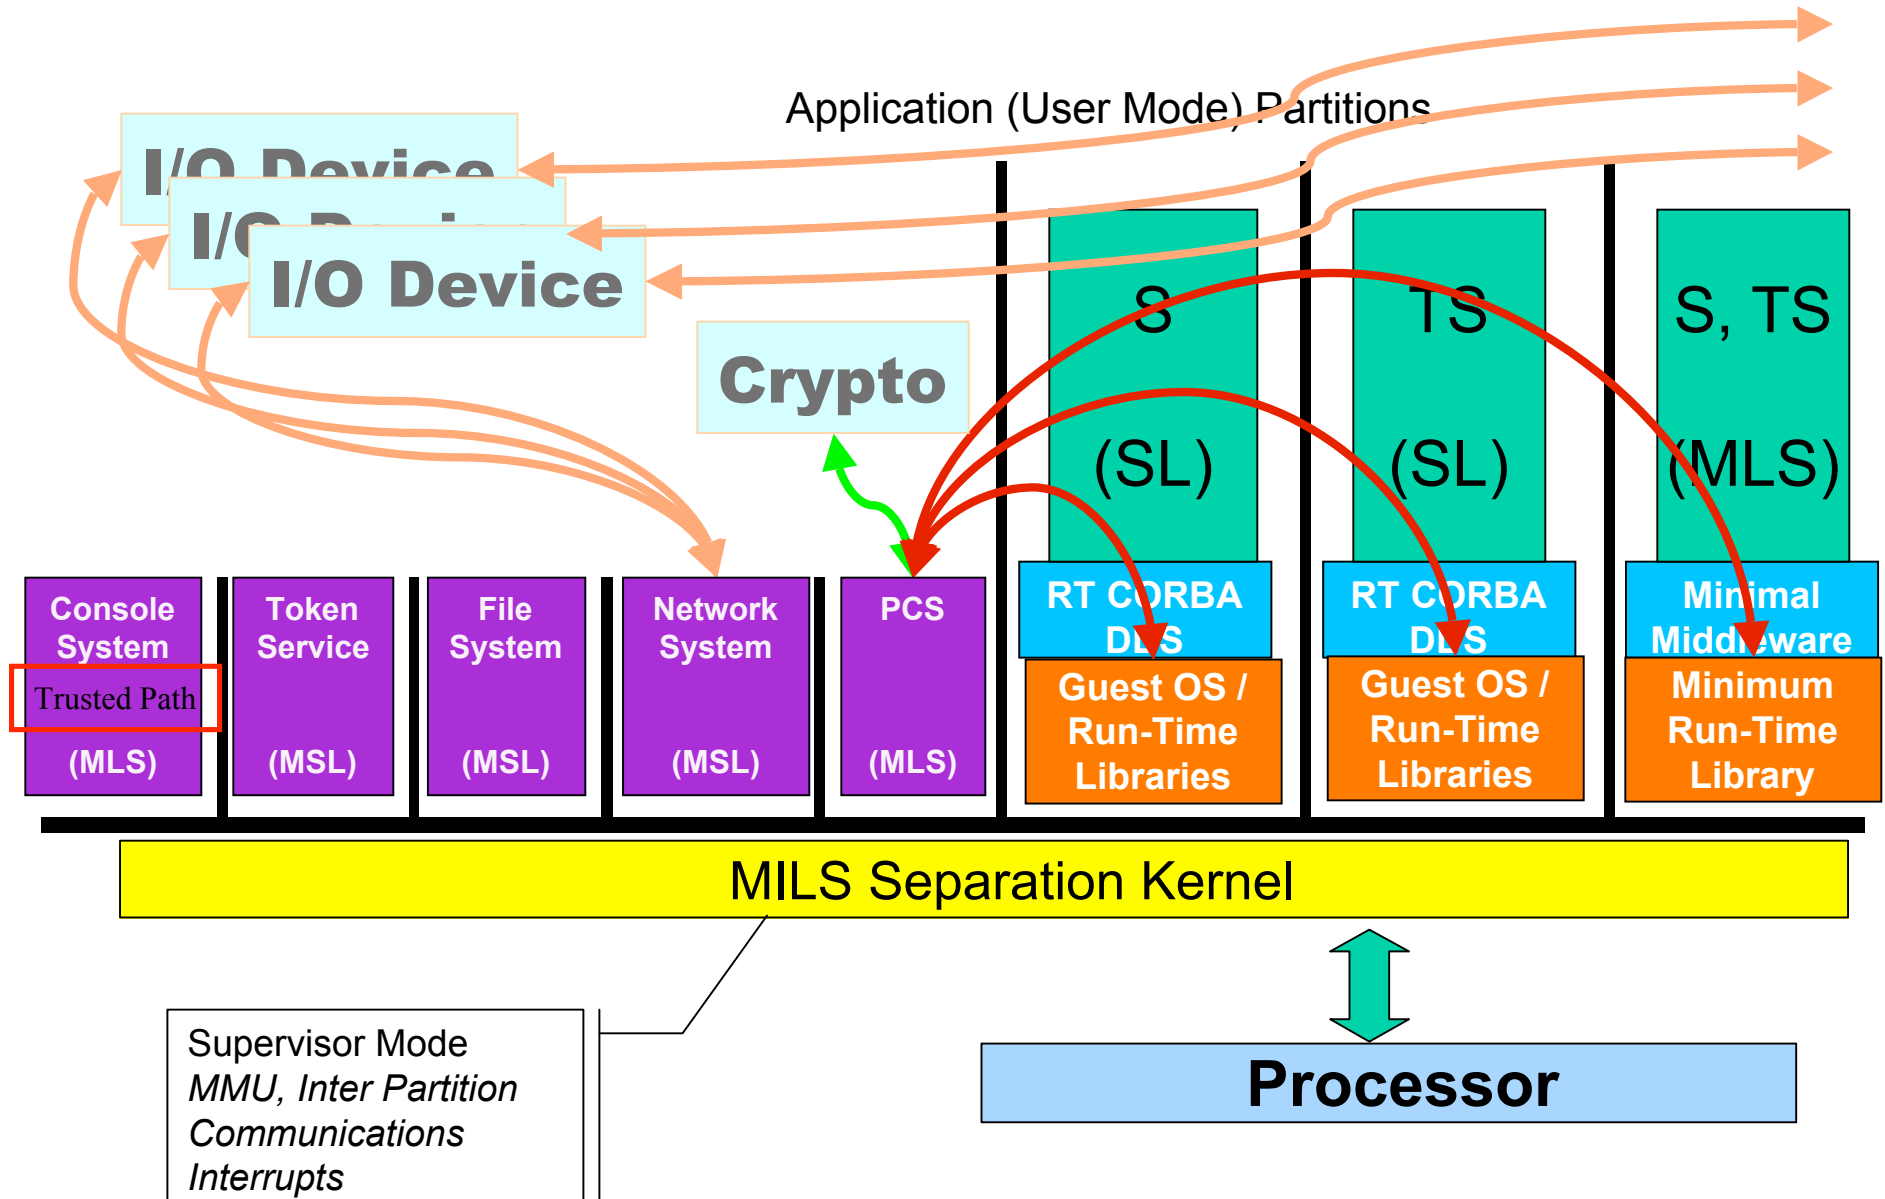 Application (User Mode) Partitions
I/O Device
I/O Device
I/O Device
Crypto
S
(SL)
TS
(SL)
S, TS
(MLS)
Console
System
Trusted Path
(MLS)
Token
Service
(MSL)
File
System
(MSL)
Network
System
(MSL)
PCS
(MLS)
RT CORBA
DDS
Guest OS /
Run-Time
Libraries
RT CORBA
DDS
Guest OS /
Run-Time
Libraries
Minimal
Middleware
Minimum
Run-Time
Library
MILS Separation Kernel
Supervisor Mode
MMU, Inter Partition
Communications
Interrupts
Processor